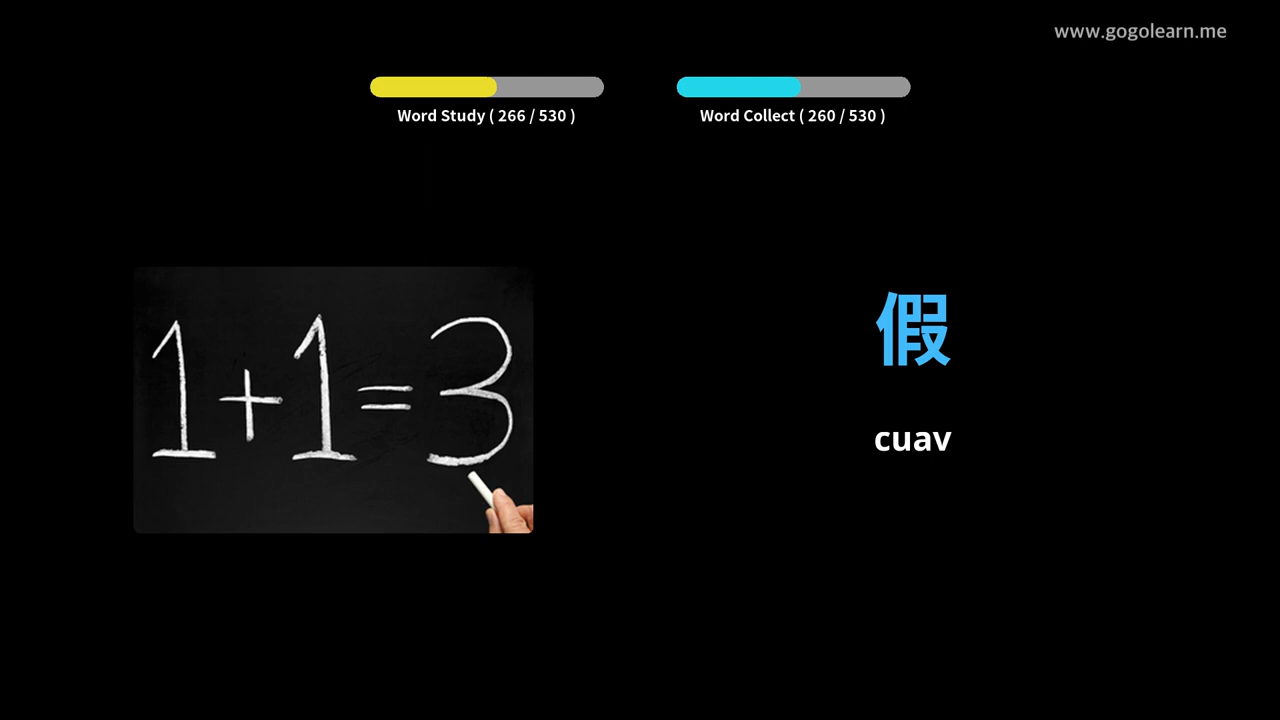 www.gogolearn.me
Word Study ( 266 / 530 )
Word Collect ( 260 / 530 )
1+1=3
假
cuav